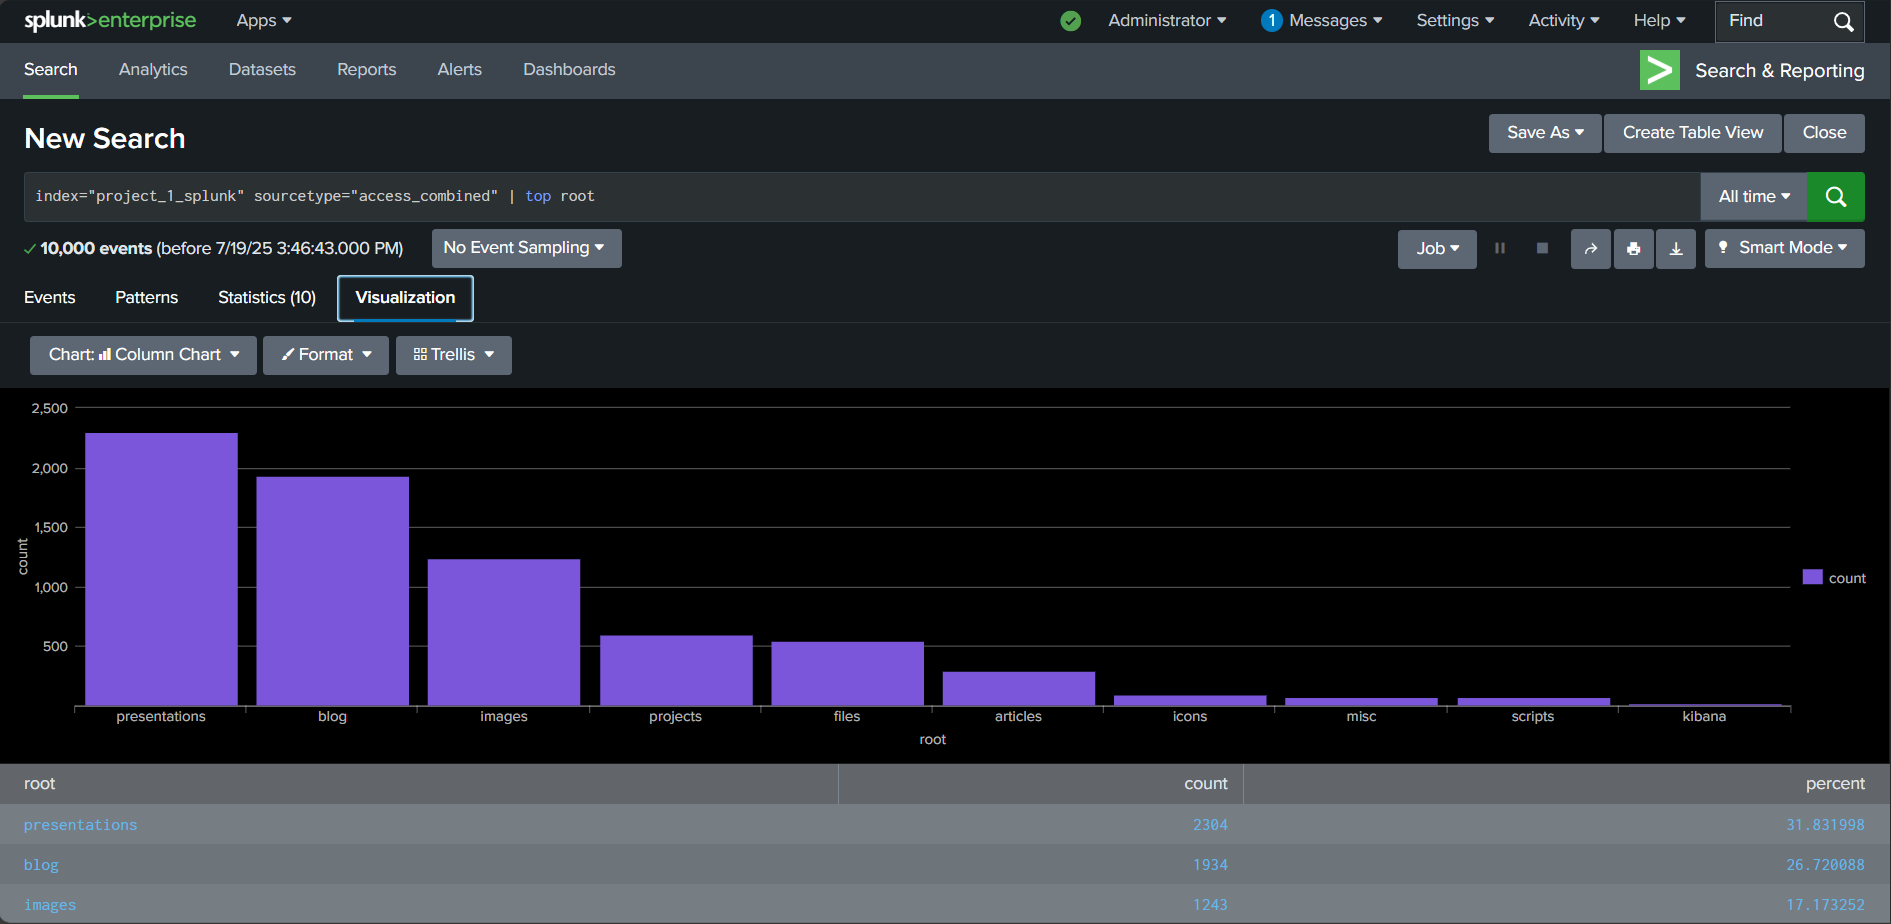 splunk>enterprise Apps Administrator 1 Messages Settings Activity Help Find
Search Analytics Datasets Reports Alerts Dashboards > Search & Reporting
New Search Save As Create Table View Close
index="project_1_splunk" sourcetype="access_combined" | top root All time
10,000 events (before 7/19/25 3:46:43.000 PM) No Event Sampling Job Smart Mode
Events Patterns Statistics (10) Visualization
Chart: Column Chart Format Trellis
2,500
2,000
1,500
1,000
500
count
count
presentations blog images projects files articles icons misc scripts kibana
root
root count percent
presentations 2304 31.831998
blog 1934 26.720088
images 1243 17.173252